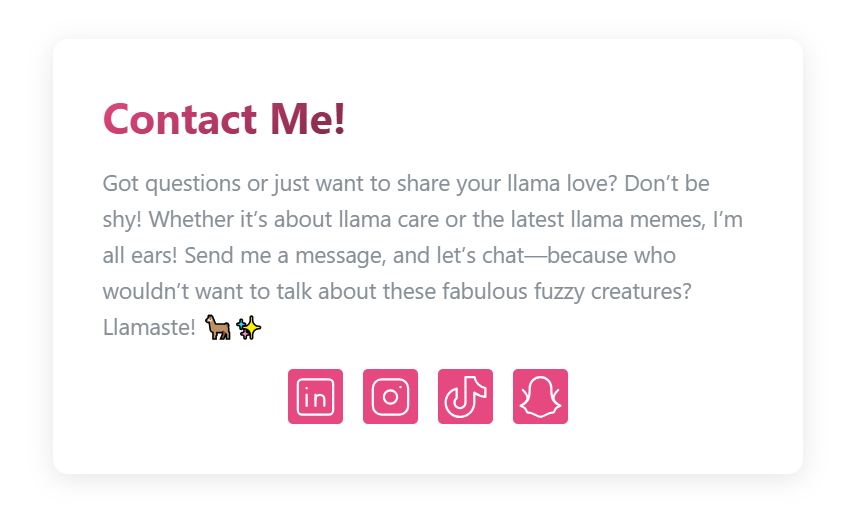 Contact Me!
Got questions or just want to share your llama love? Don’t be
shy! Whether it’s about llama care or the latest llama memes, I’m
all ears! Send me a message, and let’s chat—because who
wouldn’t want to talk about these fabulous fuzzy creatures?
Llamaste! 🦙✨
in